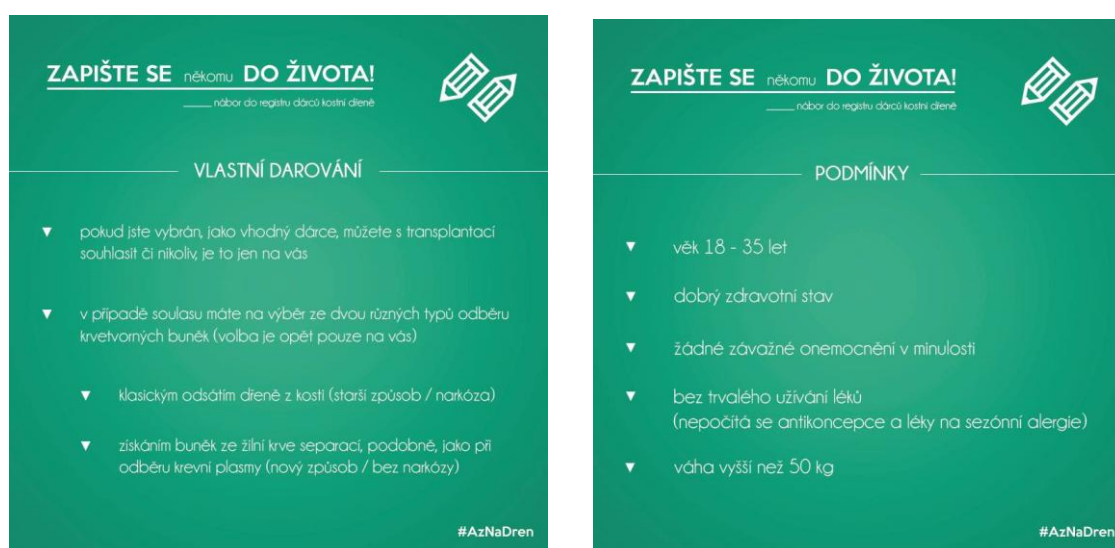 ZAPIŠTE SE někomu DO ŽIVOTA!
nábor do registru dárců kostní dřeně
VLASTNÍ DAROVÁNÍ
pokud jste vybrán, jako vhodný dárce, můžete s transplantací
souhlasit či nikoliv, je to jen na vás
v případě soulasu máte na výběr ze dvou různých typů odběru
krvetvorných buněk (volba je opět pouze na vás)
klasickým odsátím dřeně z kosti (starší způsob / narkóza)
získáním buněk ze žilní krve separací, podobně, jako při
odběru krevní plasmy (nový způsob / bez narkózy)
#AzNaDren
ZAPIŠTE SE někomu DO ŽIVOTA!
nábor do registru dárců kostní dřeně
PODMÍNKY
věk 18 - 35 let
dobrý zdravotní stav
žádné závažné onemocnění v minulosti
bez trvalého užívání léků
(nepočítá se antikoncepce a léky na sezónní alergie)
váha vyšší než 50 kg
#AzNaDren